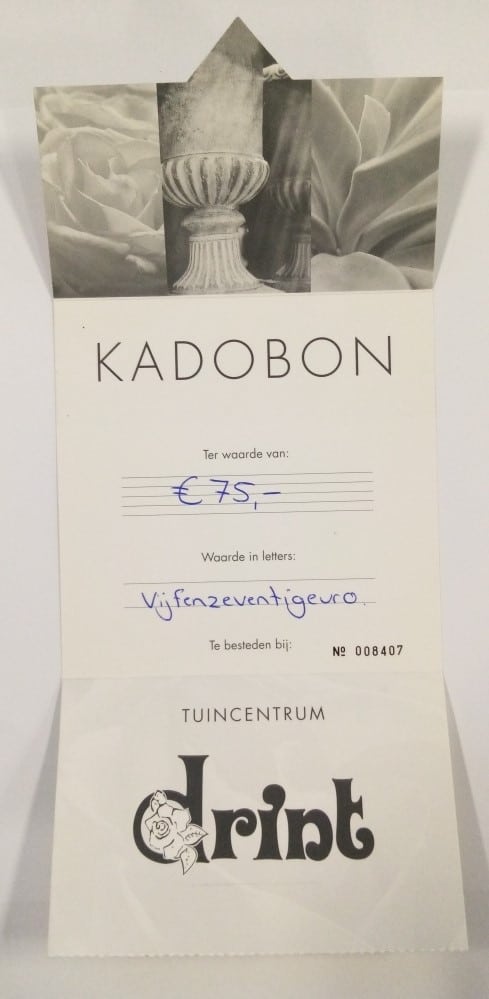 KADOBON
Ter waarde van:
€ 75,-
Waarde in letters:
Vijfenzeventigeuro.
Te besteden bij:
Nº 008407
TUINCENTRUM
drint